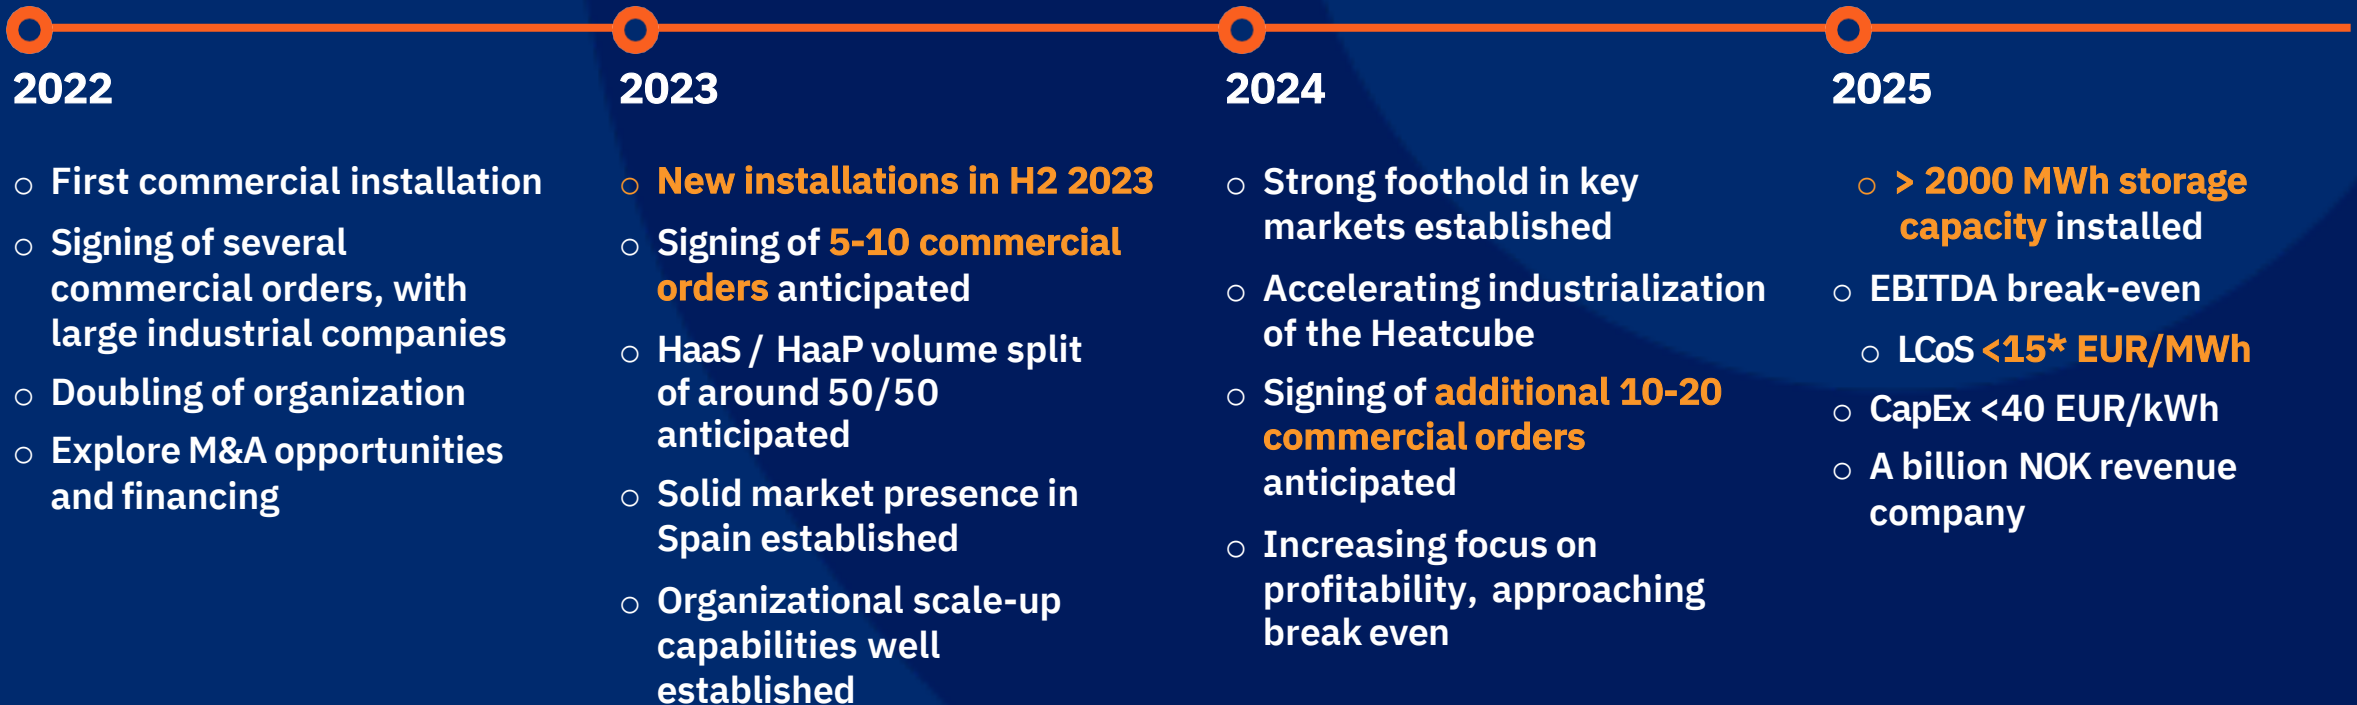 2022
○ First commercial installation
○ Signing of several
commercial orders, with
large industrial companies
○ Doubling of organization
○ Explore M&A opportunities
and financing
2023
○ New installations in H2 2023
○ Signing of 5-10 commercial
orders anticipated
○ HaaS / HaaP volume split
of around 50/50
anticipated
○ Solid market presence in
Spain established
○ Organizational scale-up
capabilities well
established
2024
○ Strong foothold in key
markets established
○ Accelerating industrialization
of the Heatcube
○ Signing of additional 10-20
commercial orders
anticipated
○ Increasing focus on
profitability, approaching
break even
2025
○ > 2000 MWh storage
capacity installed
○ EBITDA break-even
○ LCoS <15* EUR/MWh
○ CapEx <40 EUR/kWh
○ A billion NOK revenue
company